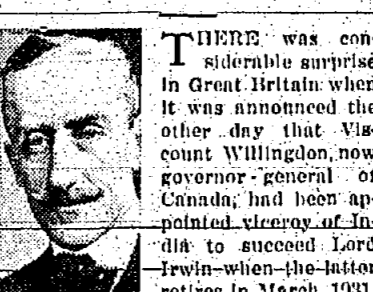 THERE was con-
siderable surprise
in Great Britain when
it was announced the
other day that Vis-
count Willingdon, now
governor-general of
Canada, had been ap-
pointed viceroy of In-
dia to succeed Lord
Irwin when the latter
retires in March, 1931